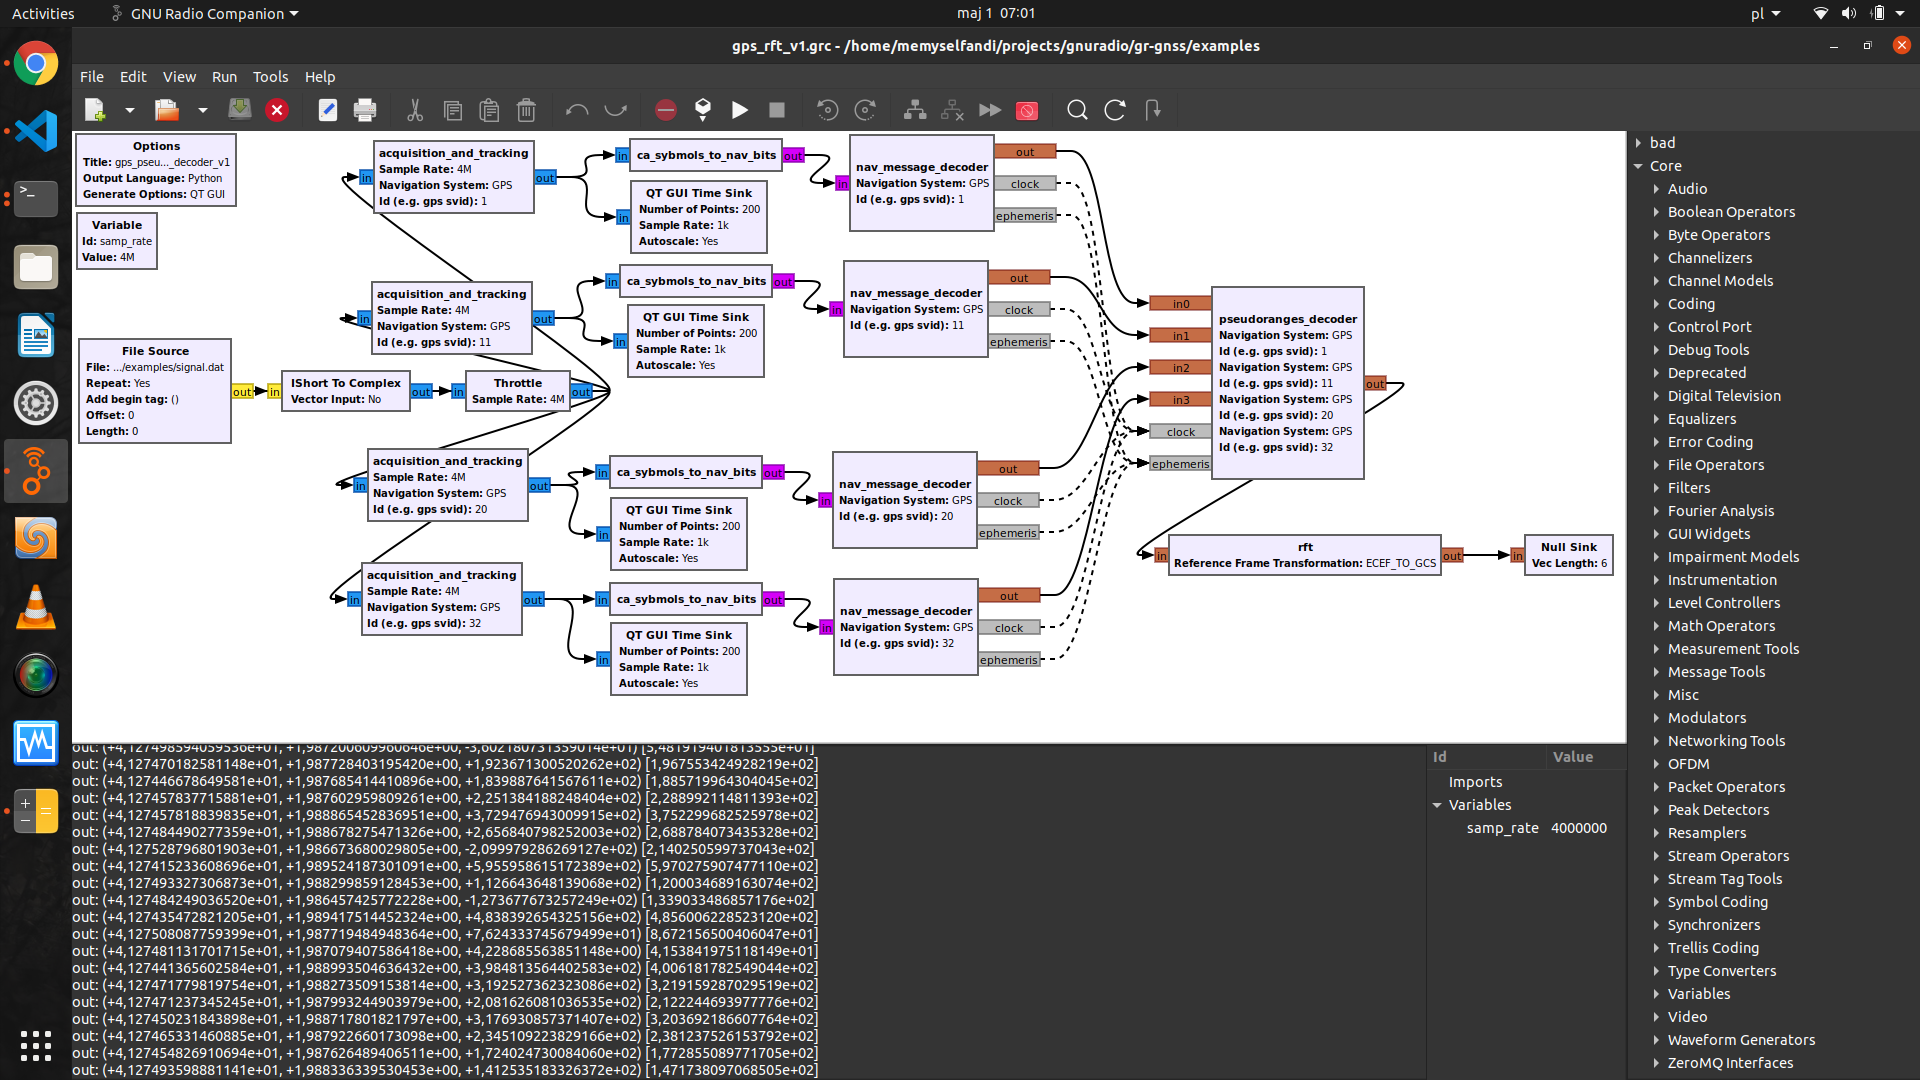 Activities
GNU Radio Companion
maj 1 07:01
pl
gps_rft_v1.grc - /home/memyselfandi/projects/gnuradio/gr-gnss/examples
File Edit View Run Tools Help
Options
Title: gps_pseu..._decoder_v1
Output Language: Python
Generate Options: QT GUI
Variable
Id: samp_rate
Value: 4M
File Source
File: .../examples/signal.dat
Repeat: Yes
Add begin tag: ()
Offset: 0
Length: 0
out
in
IShort To Complex
Vector Input: No
out
in
Throttle
Sample Rate: 4M
out
in
acquisition_and_tracking
Sample Rate: 4M
Navigation System: GPS
Id (e.g. gps svid): 1
out
in
ca_sybmols_to_nav_bits
out
in
QT GUI Time Sink
Number of Points: 200
Sample Rate: 1k
Autoscale: Yes
in
nav_message_decoder
Navigation System: GPS
Id (e.g. gps svid): 1
out
clock
ephemeris
in
acquisition_and_tracking
Sample Rate: 4M
Navigation System: GPS
Id (e.g. gps svid): 11
out
in
ca_sybmols_to_nav_bits
out
in
QT GUI Time Sink
Number of Points: 200
Sample Rate: 1k
Autoscale: Yes
in
nav_message_decoder
Navigation System: GPS
Id (e.g. gps svid): 11
out
clock
ephemeris
in
acquisition_and_tracking
Sample Rate: 4M
Navigation System: GPS
Id (e.g. gps svid): 20
out
in
ca_sybmols_to_nav_bits
out
in
QT GUI Time Sink
Number of Points: 200
Sample Rate: 1k
Autoscale: Yes
in
nav_message_decoder
Navigation System: GPS
Id (e.g. gps svid): 20
out
clock
ephemeris
in
acquisition_and_tracking
Sample Rate: 4M
Navigation System: GPS
Id (e.g. gps svid): 32
out
in
ca_sybmols_to_nav_bits
out
in
QT GUI Time Sink
Number of Points: 200
Sample Rate: 1k
Autoscale: Yes
in
nav_message_decoder
Navigation System: GPS
Id (e.g. gps svid): 32
out
clock
ephemeris
in0
in1
in2
in3
clock
ephemeris
pseudoranges_decoder
Navigation System: GPS
Id (e.g. gps svid): 1
Navigation System: GPS
Id (e.g. gps svid): 11
Navigation System: GPS
Id (e.g. gps svid): 20
Navigation System: GPS
Id (e.g. gps svid): 32
out
in
rft
Reference Frame Transformation: ECEF_TO_GCS
out
in
Null Sink
Vec Length: 6
out: (+4,127498594059536e+01, +1,987200609960646e+00, -3,602180731359014e+01) [5,481919401813555e+01]
out: (+4,127470182581148e+01, +1,987728403195420e+00, +1,923671300520262e+02) [1,967553424928219e+02]
out: (+4,127446678649581e+01, +1,987685414410896e+00, +1,839887641567611e+02) [1,885719964304045e+02]
out: (+4,127457837715881e+01, +1,987602959809261e+00, +2,251384188248404e+02) [2,288992114811393e+02]
out: (+4,127457818839835e+01, +1,988865452836951e+00, +3,729476943009915e+02) [3,752299682525978e+02]
out: (+4,127484490277359e+01, +1,988678275471326e+00, +2,656840798252003e+02) [2,688784073435328e+02]
out: (+4,127528796801903e+01, +1,986673680029805e+00, -2,099979286269127e+02) [2,140250599737043e+02]
out: (+4,127415233608696e+01, +1,989524187301091e+00, +5,955958615172389e+02) [5,970275907477110e+02]
out: (+4,127493327306873e+01, +1,988299859128453e+00, +1,126643648139068e+02) [1,200034689163074e+02]
out: (+4,127484249036520e+01, +1,986457425772228e+00, -1,273677673257249e+02) [1,339033486857176e+02]
out: (+4,127435472821205e+01, +1,989417514452324e+00, +4,838392654325156e+02) [4,856006228523120e+02]
out: (+4,127508087759399e+01, +1,987719484948364e+00, +7,624333745679499e+01) [8,672156500406047e+01]
out: (+4,127481131701715e+01, +1,987079407586418e+00, +4,228685563851148e+00) [4,153841975118149e+01]
out: (+4,127441365602584e+01, +1,988993504636432e+00, +3,984813564402583e+02) [4,006181782549044e+02]
out: (+4,127471779819754e+01, +1,988273509153814e+00, +3,192527362323086e+02) [3,219159287029519e+02]
out: (+4,127471237345245e+01, +1,987993244903979e+00, +2,081626081036535e+02) [2,122244693977776e+02]
out: (+4,127450231843898e+01, +1,988717801821797e+00, +3,176930857371407e+02) [3,203692186607764e+02]
out: (+4,127465331460885e+01, +1,987922660173098e+00, +2,345109223829166e+02) [2,381237526153792e+02]
out: (+4,127454826910694e+01, +1,987626489406511e+00, +1,724024730084060e+02) [1,772855089771705e+02]
out: (+4,127493598881141e+01, +1,988336339530453e+00, +1,412535183326372e+02) [1,471738097068505e+02]
Id Value
Imports
Variables
samp_rate 4000000
bad
Core
Audio
Boolean Operators
Byte Operators
Channelizers
Channel Models
Coding
Control Port
Debug Tools
Deprecated
Digital Television
Equalizers
Error Coding
File Operators
Filters
Fourier Analysis
GUI Widgets
Impairment Models
Instrumentation
Level Controllers
Math Operators
Measurement Tools
Message Tools
Misc
Modulators
Networking Tools
OFDM
Packet Operators
Peak Detectors
Resamplers
Stream Operators
Stream Tag Tools
Symbol Coding
Synchronizers
Trellis Coding
Type Converters
Variables
Video
Waveform Generators
ZeroMQ Interfaces